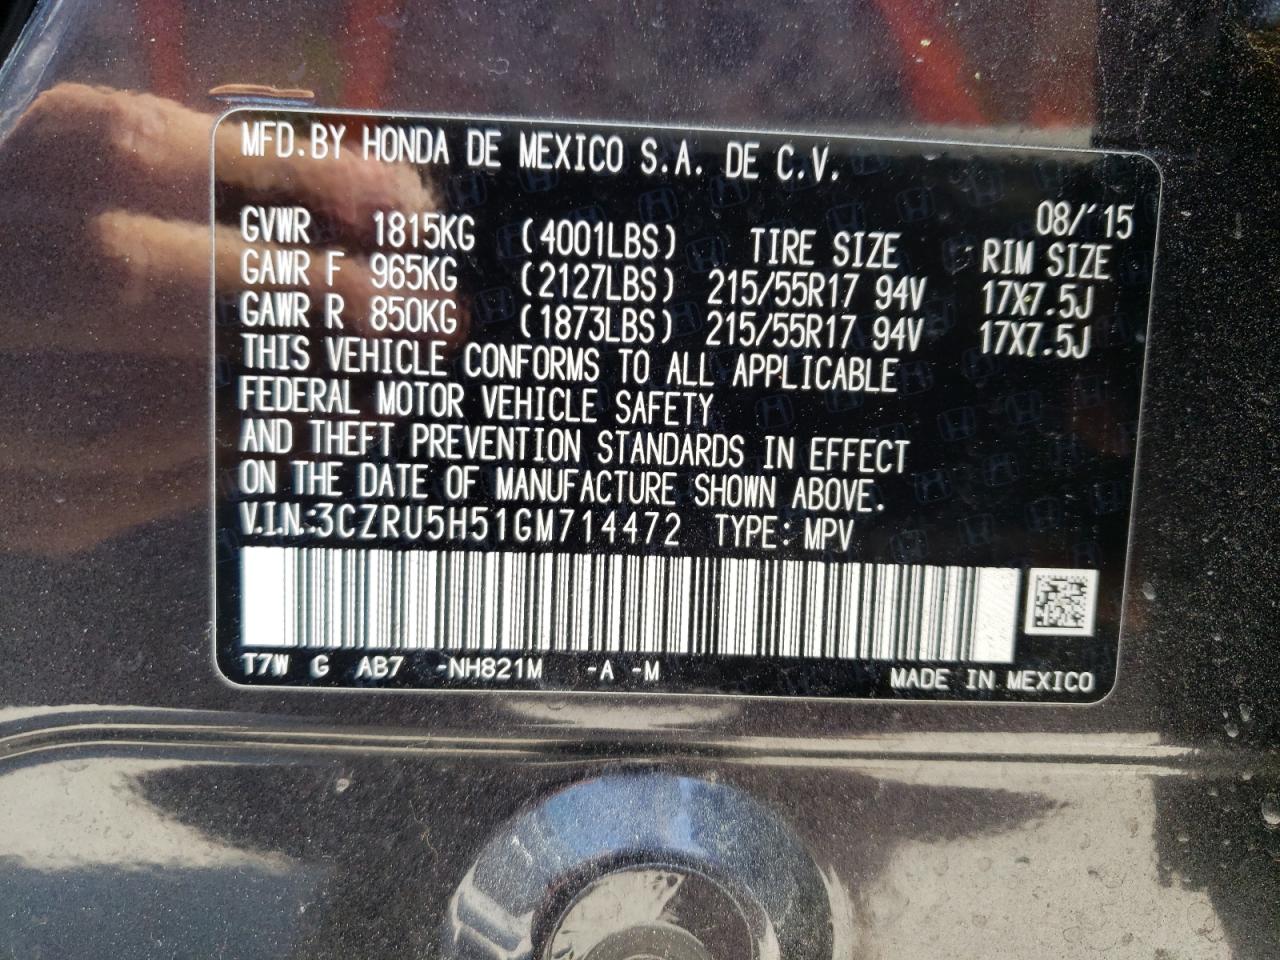 MFD.BY HONDA DE MEXICO S.A. DE C.V.
08/'15
GVWR 1815KG (4001LBS) TIRE SIZE RIM SIZE
GAWR F 965KG (2127LBS) 215/55R17 94V 17X7.5J
GAWR R 850KG (1873LBS) 215/55R17 94V 17X7.5J
THIS VEHICLE CONFORMS TO ALL APPLICABLE
FEDERAL MOTOR VEHICLE SAFETY
AND THEFT PREVENTION STANDARDS IN EFFECT
ON THE DATE OF MANUFACTURE SHOWN ABOVE.
V.I.N.:3CZRU5H51GM714472 TYPE: MPV
T7W G AB7 -NH821M -A -M
MADE IN MEXICO